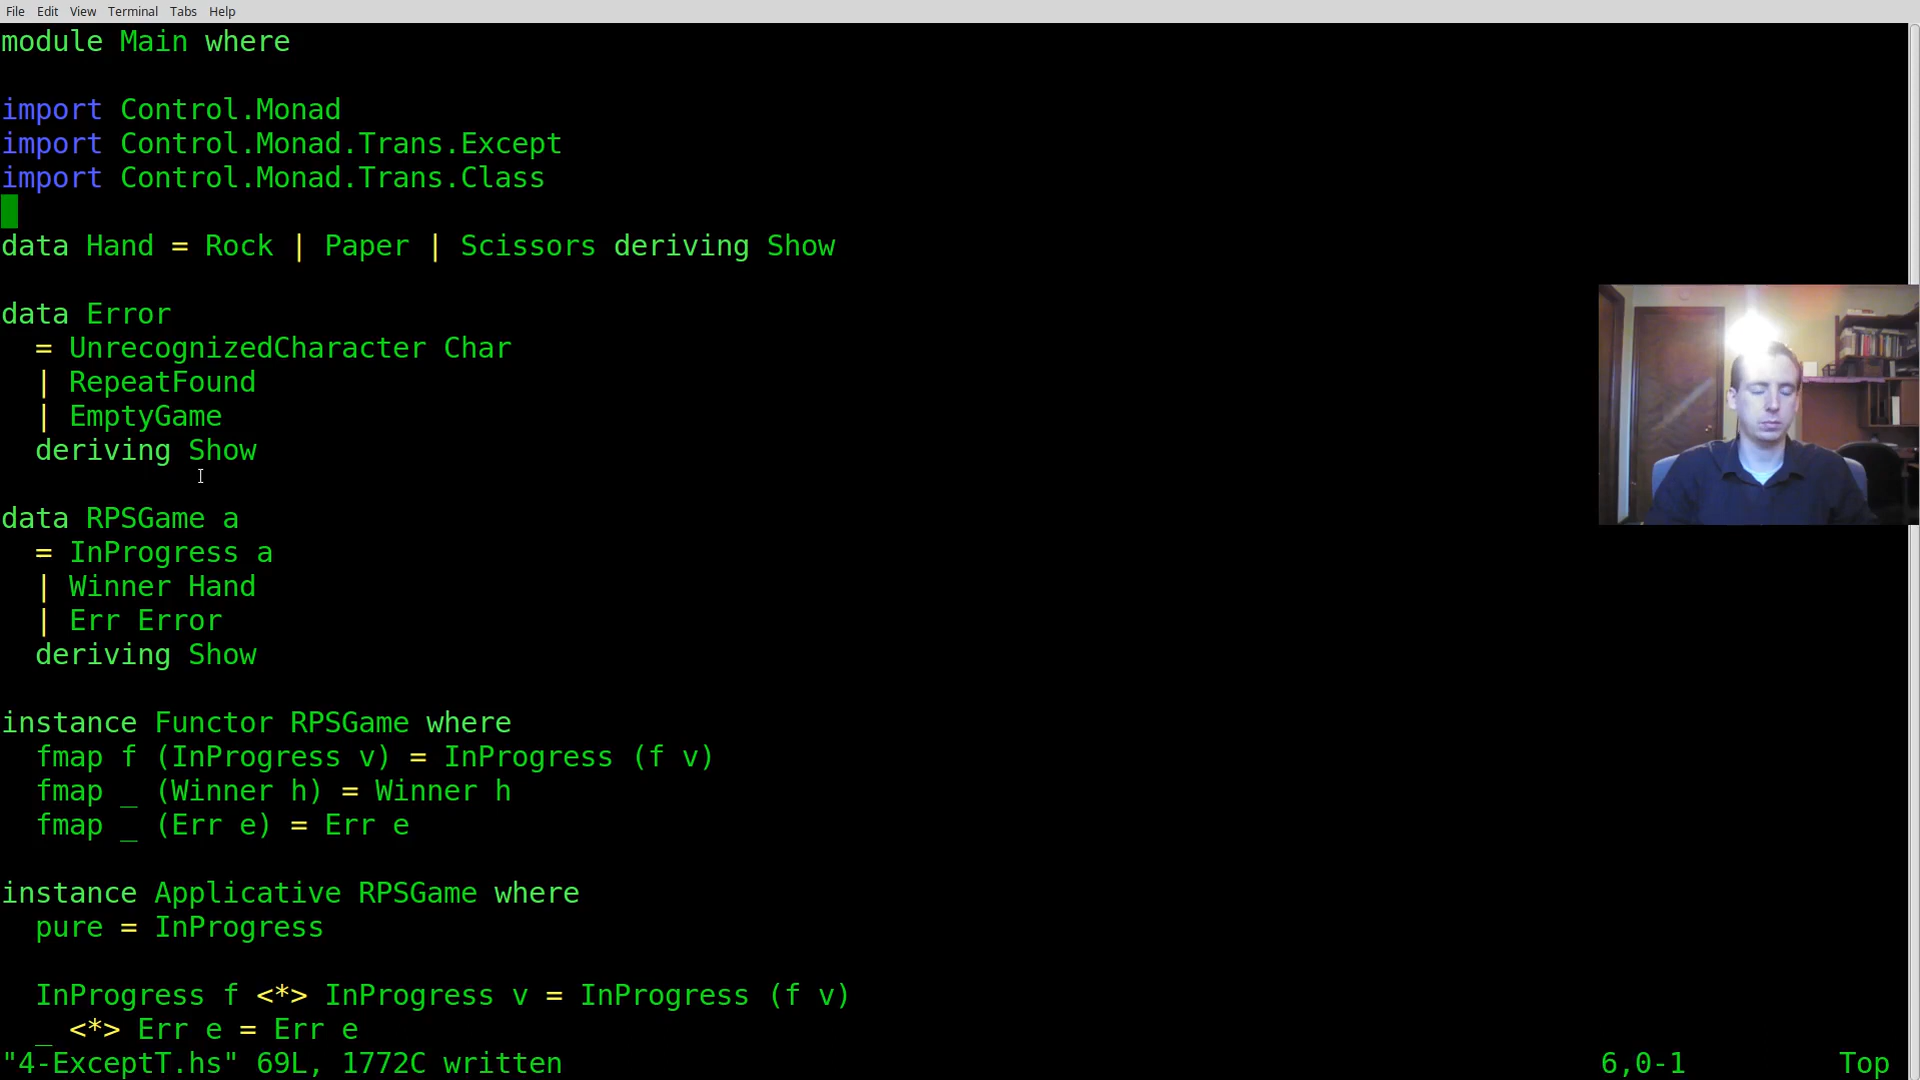 File Edit View Terminal Tabs Help
module Main where
import Control.Monad
import Control.Monad.Trans.Except
import Control.Monad.Trans.Class
data Hand = Rock | Paper | Scissors deriving Show
data Error
  = UnrecognizedCharacter Char
  | RepeatFound
  | EmptyGame
  deriving Show
data RPSGame a
  = InProgress a
  | Winner Hand
  | Err Error
  deriving Show
instance Functor RPSGame where
  fmap f (InProgress v) = InProgress (f v)
  fmap _ (Winner h) = Winner h
  fmap _ (Err e) = Err e
instance Applicative RPSGame where
  pure = InProgress
  InProgress f <*> InProgress v = InProgress (f v)
  _ <*> Err e = Err e
"4-ExceptT.hs" 69L, 1772C written 6,0-1 Top